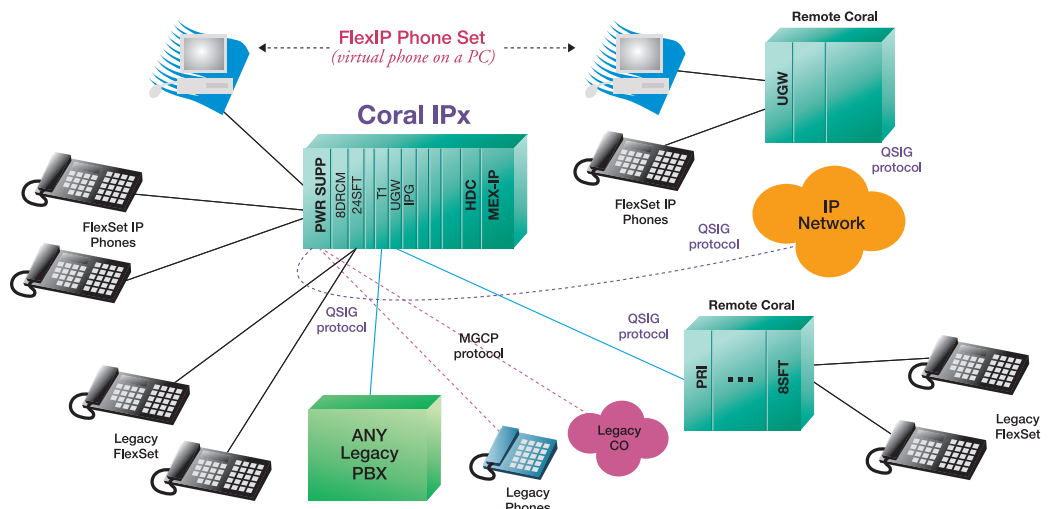 FlexIP Phone Set
(virtual phone on a PC)
Remote Coral
UGW
Coral IPx
PWR SUPP
8DRCM
24SFT
T1
UGW
IPG
HDC
MEX-IP
FlexSet IP
Phones
FlexSet IP
Phones
QSIG
protocol
IP
Network
QSIG
protocol
QSIG
protocol
MGCP
protocol
QSIG
protocol
Remote Coral
PRI
...
8SFT
Legacy
FlexSet
ANY
Legacy
PBX
Legacy
Phones
Legacy
CO
Legacy
FlexSet